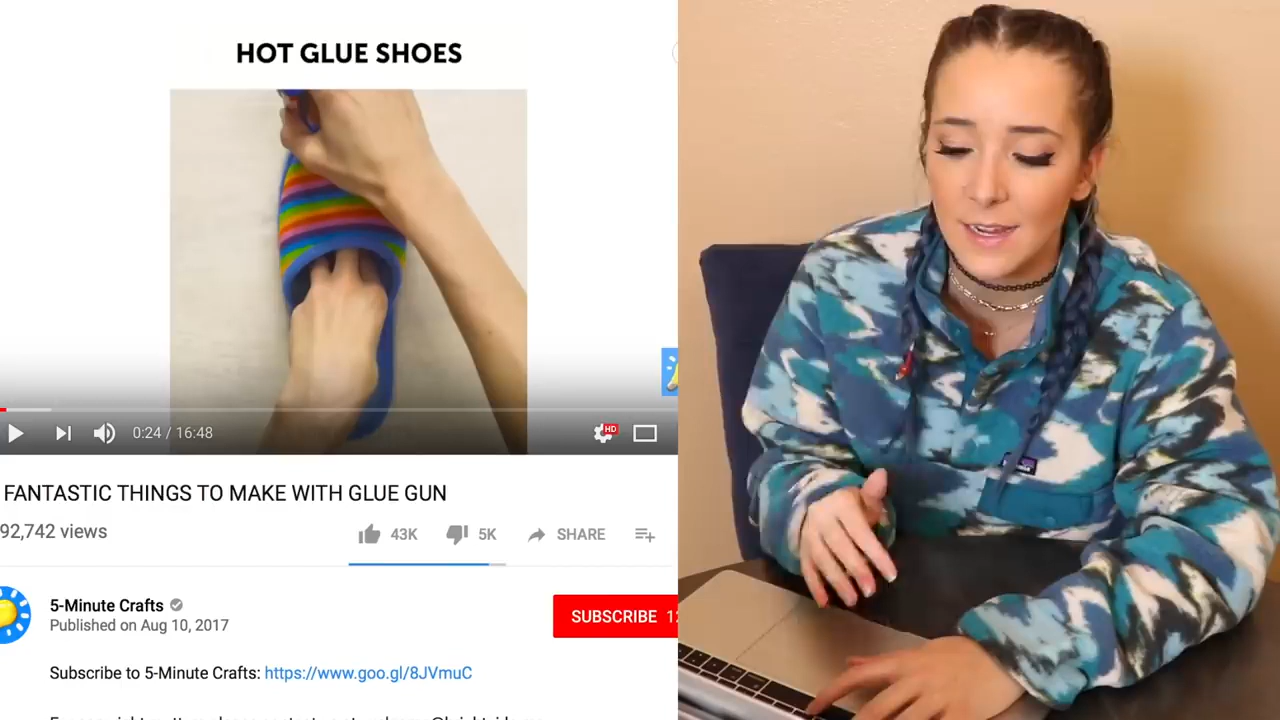 HOT GLUE SHOES
0:24 / 16:48
HD
FANTASTIC THINGS TO MAKE WITH GLUE GUN
92,742 views
43K
5K
SHARE
5-Minute Crafts
Published on Aug 10, 2017
SUBSCRIBE
Subscribe to 5-Minute Crafts: https://www.goo.gl/8JVmuC